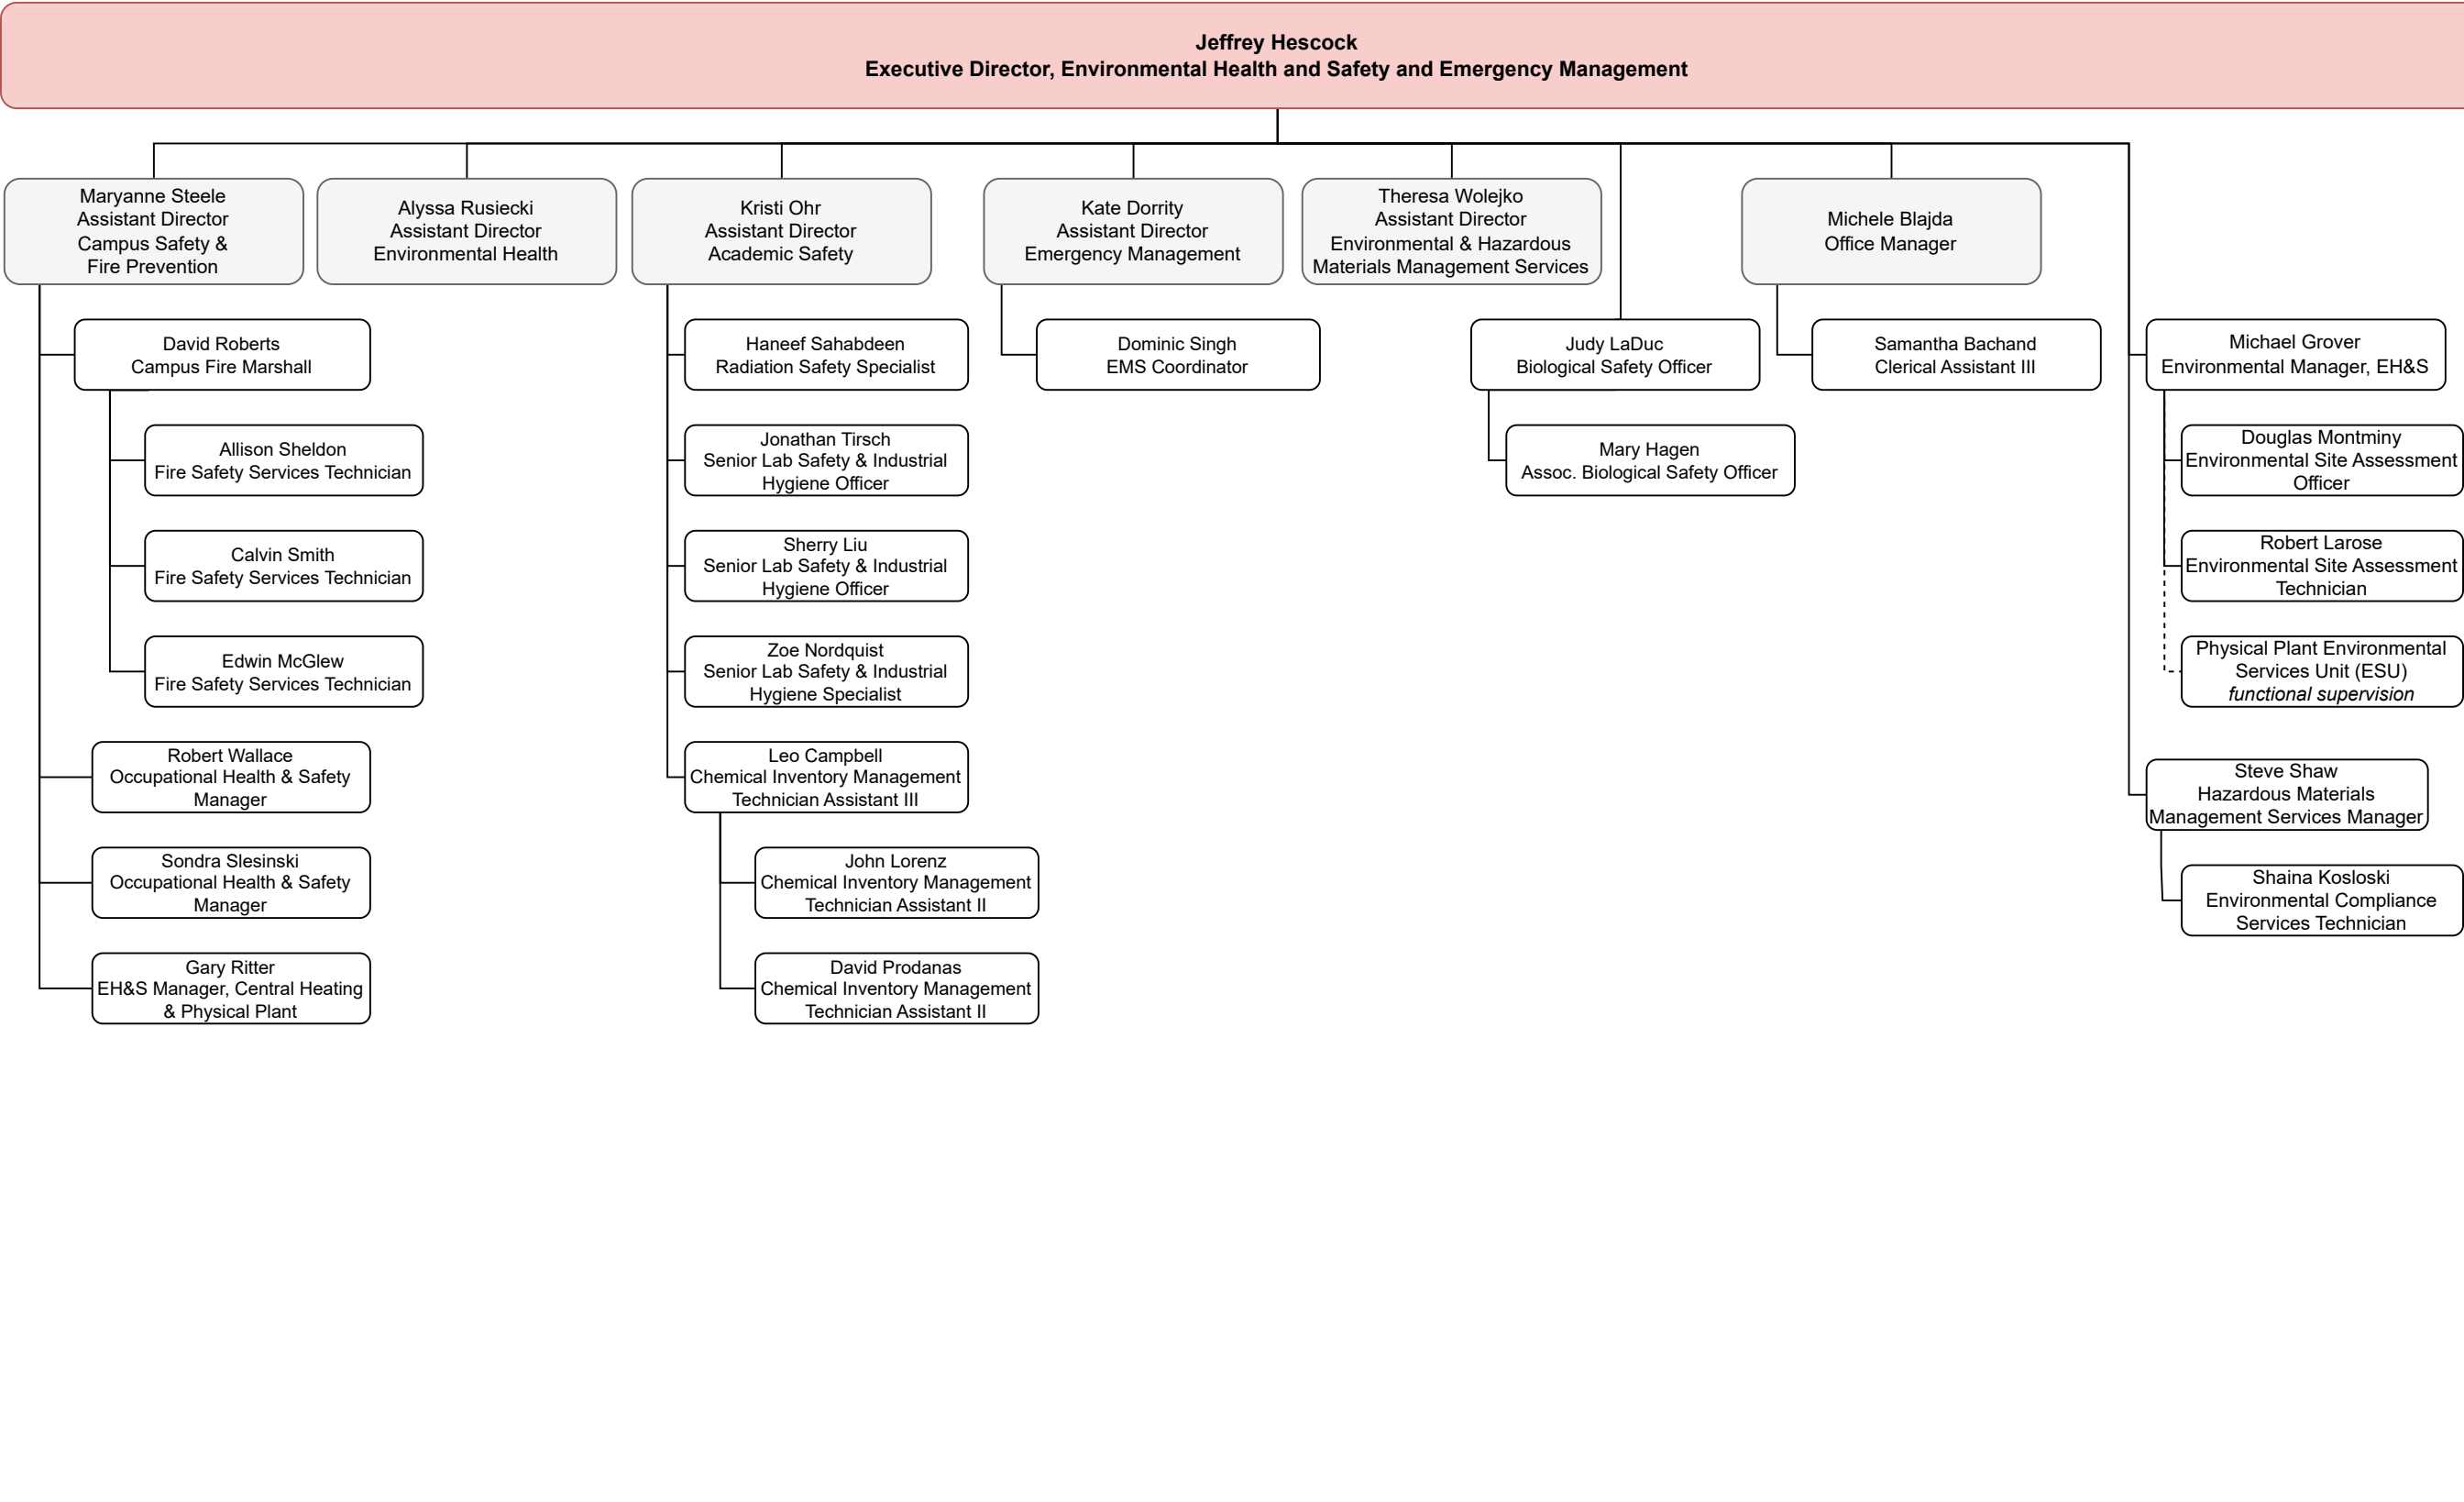 Jeffrey Hescock
Executive Director, Environmental Health and Safety and Emergency Management
Maryanne Steele
Assistant Director
Campus Safety &
Fire Prevention
Alyssa Rusiecki
Assistant Director
Environmental Health
Kristi Ohr
Assistant Director
Academic Safety
Kate Dorrity
Assistant Director
Emergency Management
Theresa Wolejko
Assistant Director
Environmental & Hazardous
Materials Management Services
Michele Blajda
Office Manager
David Roberts
Campus Fire Marshall
Allison Sheldon
Fire Safety Services Technician
Calvin Smith
Fire Safety Services Technician
Edwin McGlew
Fire Safety Services Technician
Robert Wallace
Occupational Health & Safety
Manager
Sondra Slesinski
Occupational Health & Safety
Manager
Gary Ritter
EH&S Manager, Central Heating
& Physical Plant
Haneef Sahabdeen
Radiation Safety Specialist
Jonathan Tirsch
Senior Lab Safety & Industrial
Hygiene Officer
Sherry Liu
Senior Lab Safety & Industrial
Hygiene Officer
Zoe Nordquist
Senior Lab Safety & Industrial
Hygiene Specialist
Leo Campbell
Chemical Inventory Management
Technician Assistant III
John Lorenz
Chemical Inventory Management
Technician Assistant II
David Prodanas
Chemical Inventory Management
Technician Assistant II
Dominic Singh
EMS Coordinator
Judy LaDuc
Biological Safety Officer
Mary Hagen
Assoc. Biological Safety Officer
Samantha Bachand
Clerical Assistant III
Michael Grover
Environmental Manager, EH&S
Douglas Montminy
Environmental Site Assessment
Officer
Robert Larose
Environmental Site Assessment
Technician
Physical Plant Environmental
Services Unit (ESU)
functional supervision
Steve Shaw
Hazardous Materials
Management Services Manager
Shaina Kosloski
Environmental Compliance
Services Technician